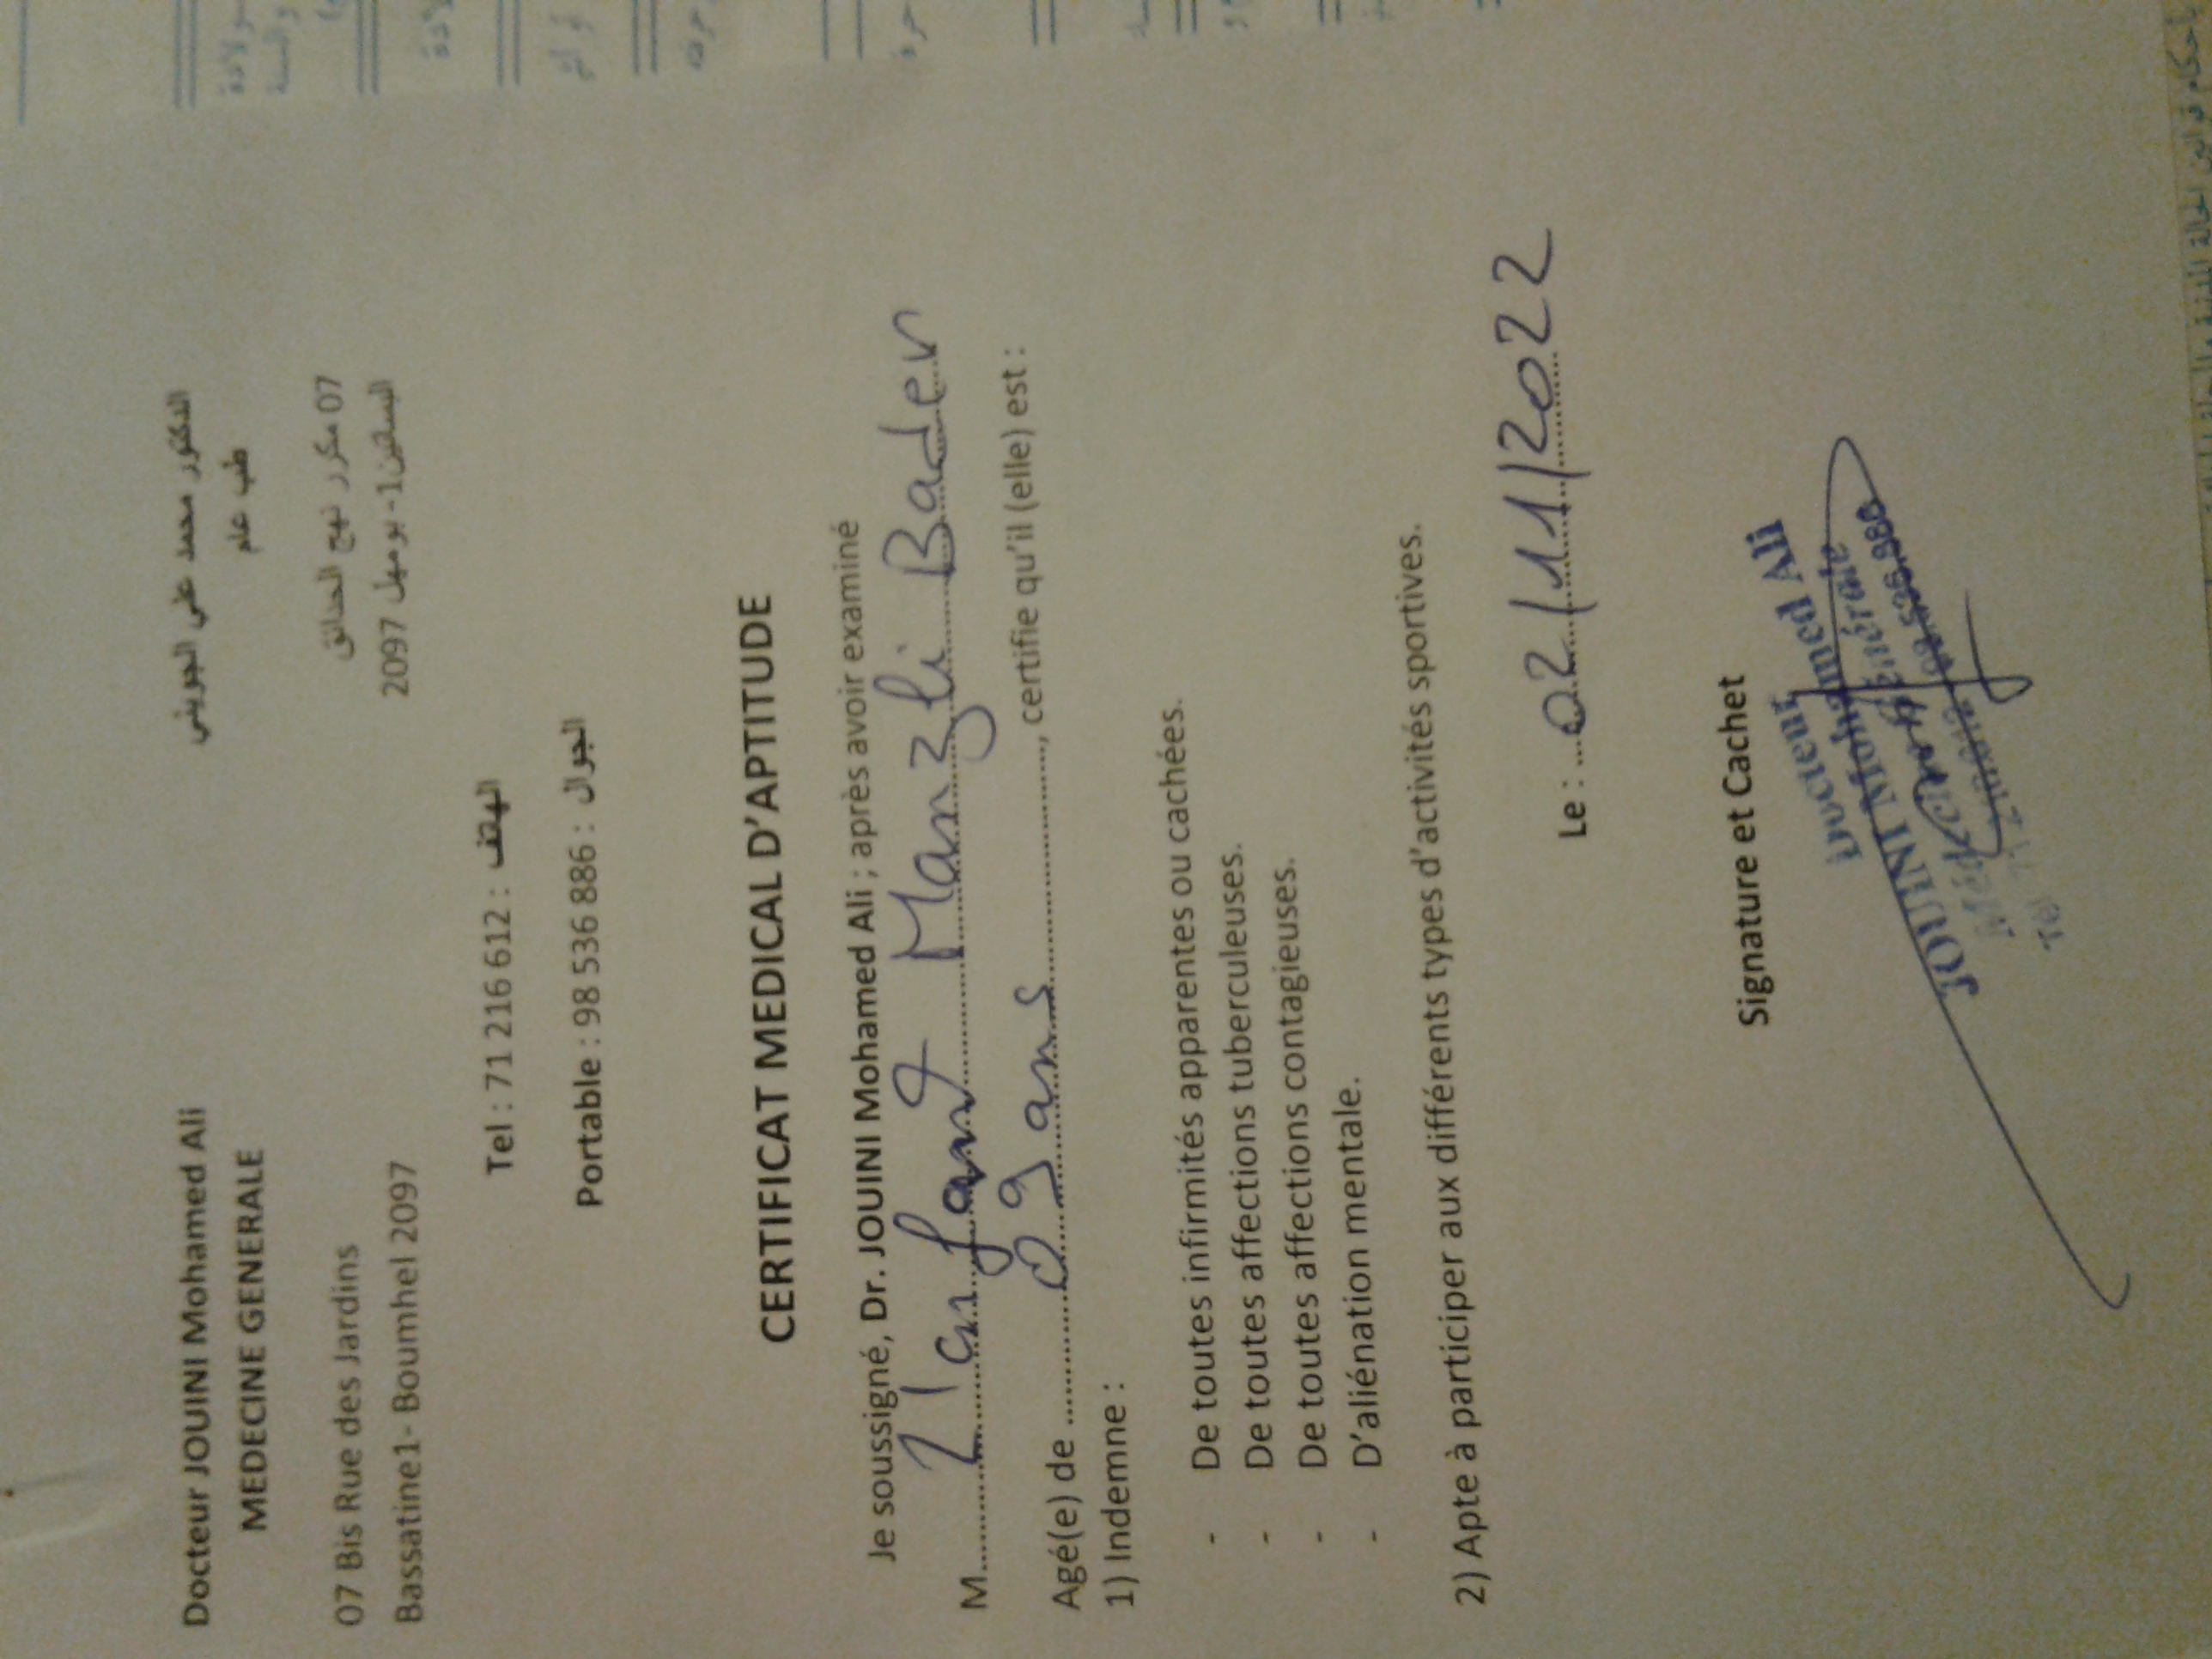 Docteur JOUINI Mohamed Ali
MEDECINE GENERALE
07 Bis Rue des Jardins
Bassatine1- Boumhel 2097
الدكتور محمد علي الجويني
طب عام
07 مكرر نهج الحدائق
البساتين1- بومهل 2097
Tel : 71 216 612 : الهاتف
Portable : 98 536 886 : الجوال
CERTIFICAT MEDICAL D'APTITUDE
Je soussigné, Dr. JOUINI Mohamed Ali ; après avoir examiné
M. l'enfant Manzli Bader
Agé(e) de 09 ans, certifie qu'il (elle) est :
1) Indemne :
- De toutes infirmités apparentes ou cachées.
- De toutes affections tuberculeuses.
- De toutes affections contagieuses.
- D'aliénation mentale.
2) Apte à participer aux différents types d'activités sportives.
Le : 02/11/2022
Signature et Cachet
Docteur
JOUINI Mohamed Ali
Médecine Générale
Tel